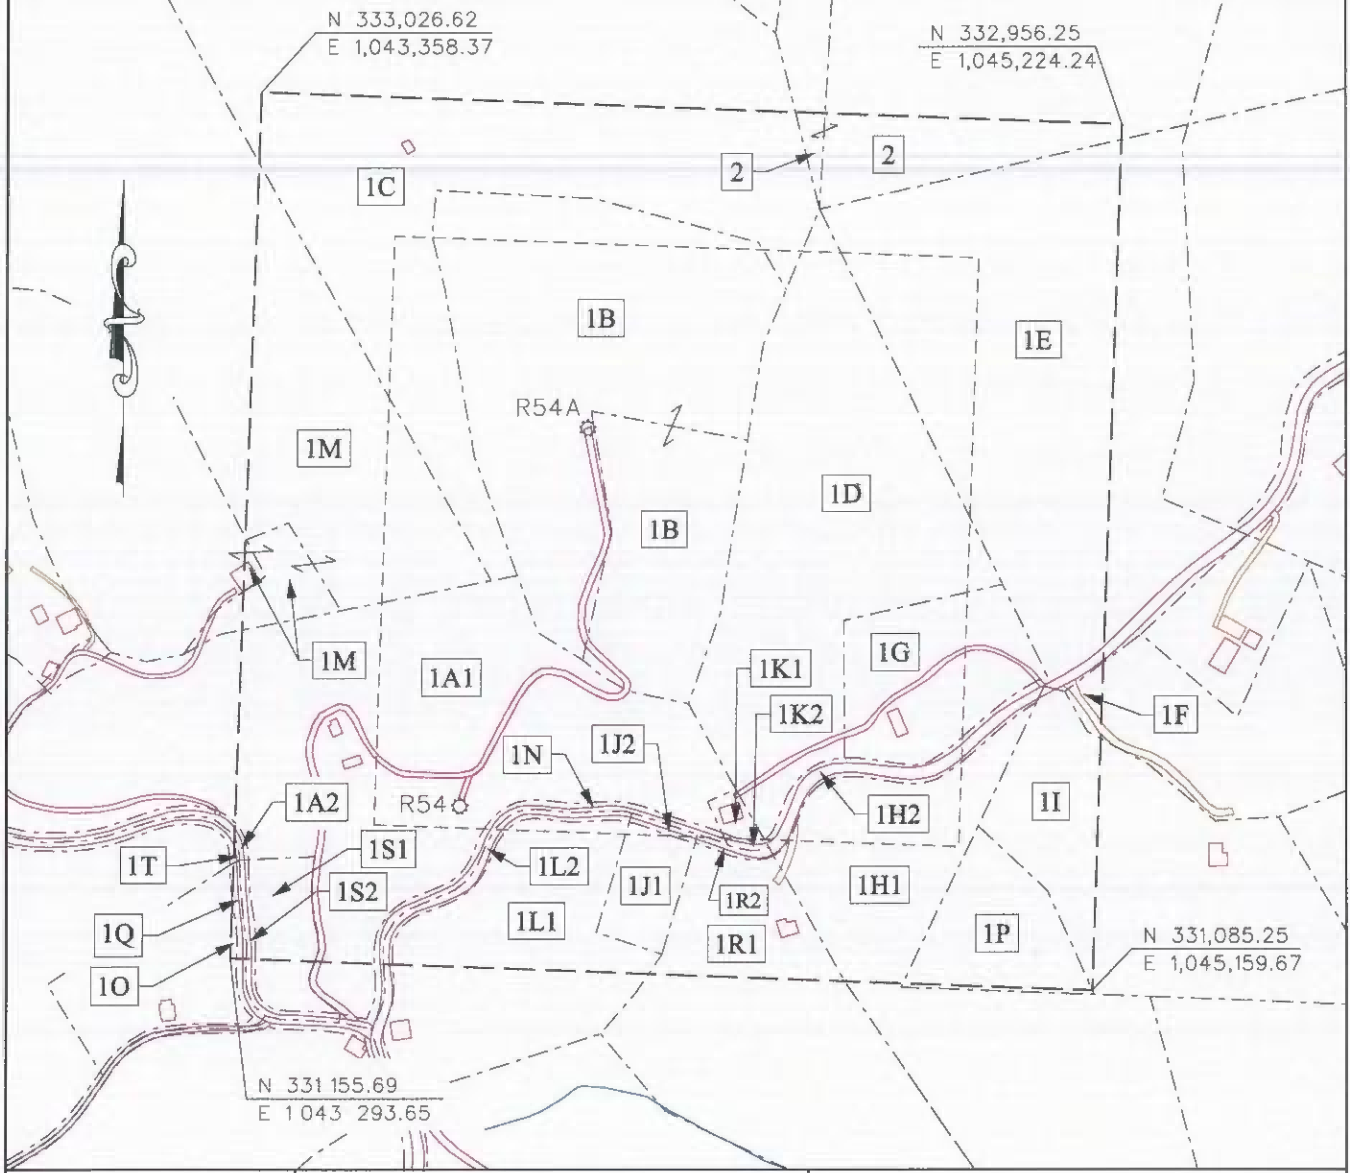 N 333,026.62
E 1,043,358.37
N 332,956.25
E 1,045,224.24
2
2
1C
1B
1E
R54A
1M
1D
1B
1M
1A1
1G
1K1
1K2
1F
1J2
1N
R54
1A2
1H2
1I
1T
1S1
1L2
1J1
1R2
1H1
1S2
1Q
1L1
1R1
1P
1O
N 331,085.25
E 1,045,159.67
N 331 155.69
E 1 043 293.65